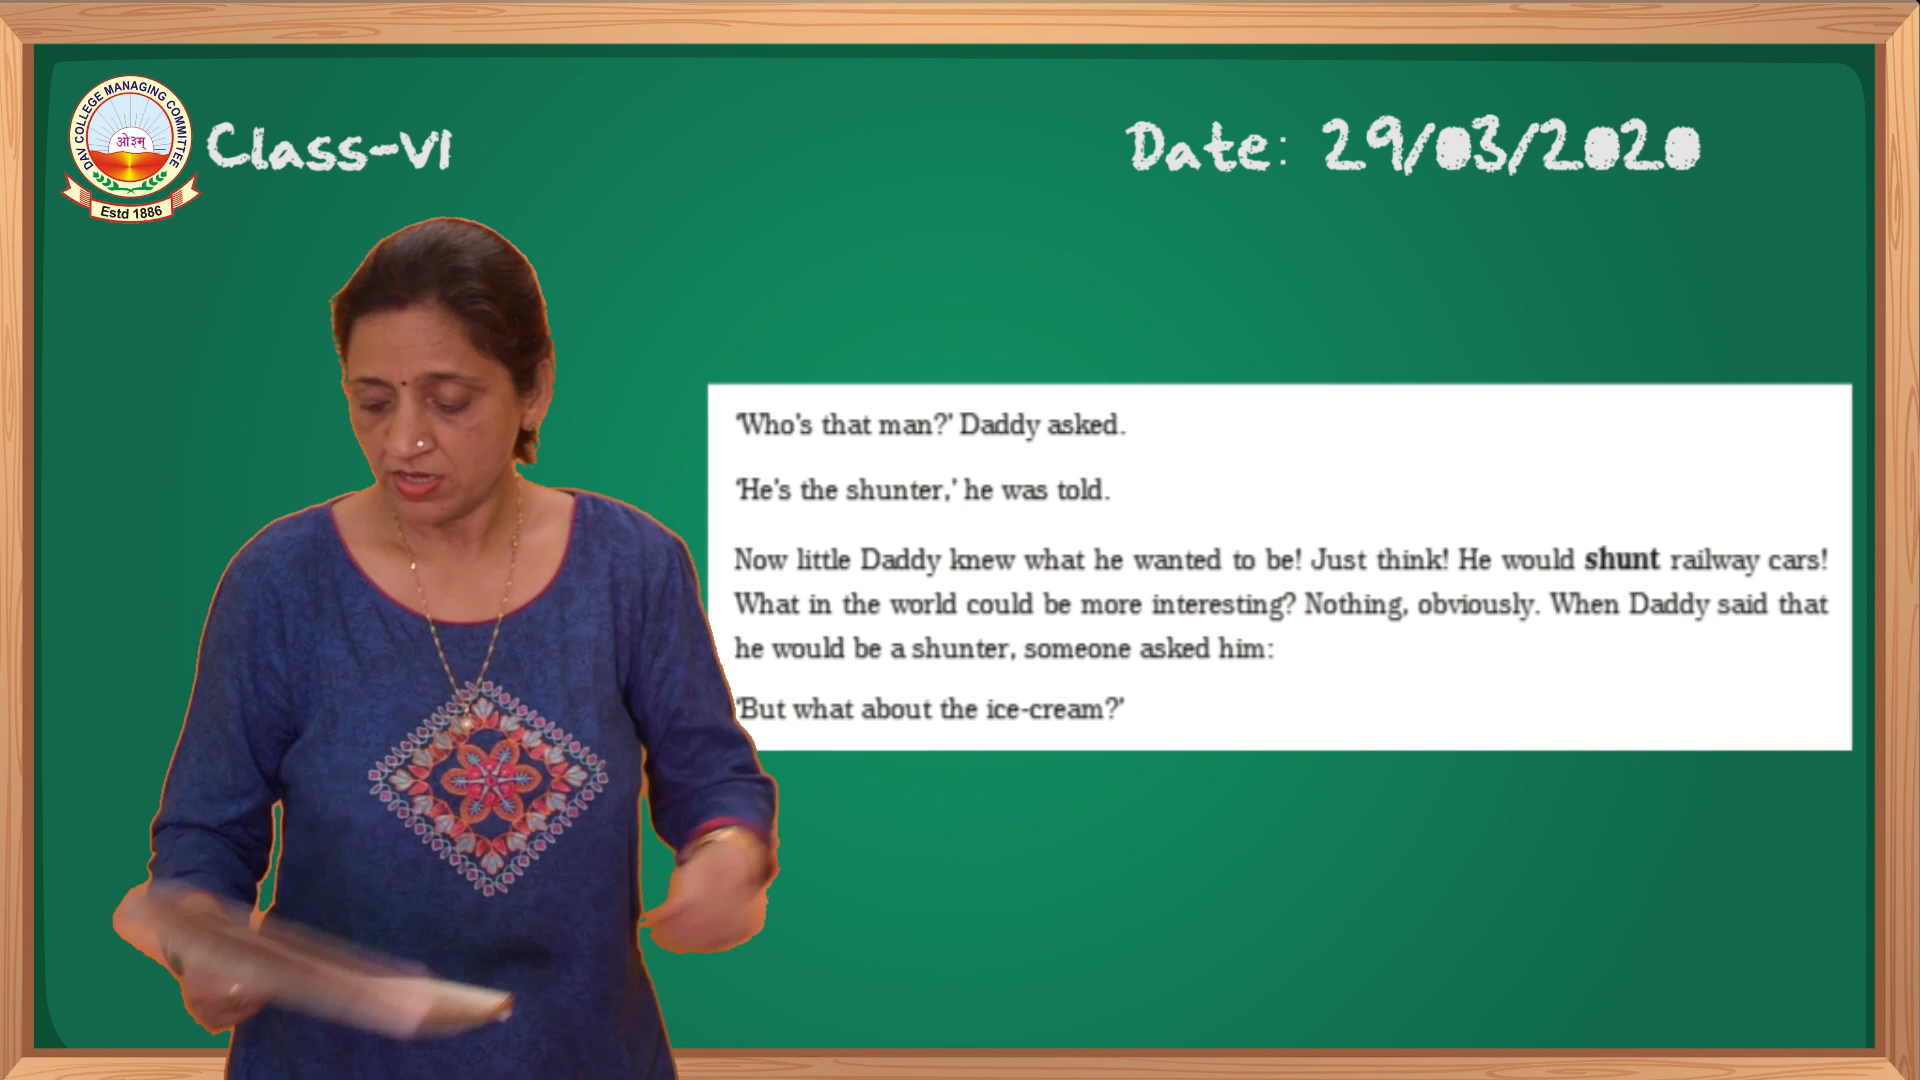 DAV COLLEGE MANAGING COMMITTEE
ओ३म्
Estd 1886
Class-VI
Date: 29/03/2020
'Who's that man?' Daddy asked.
'He's the shunter,' he was told.
Now little Daddy knew what he wanted to be! Just think! He would shunt railway cars!
What in the world could be more interesting? Nothing, obviously. When Daddy said that
he would be a shunter, someone asked him:
'But what about the ice-cream?'